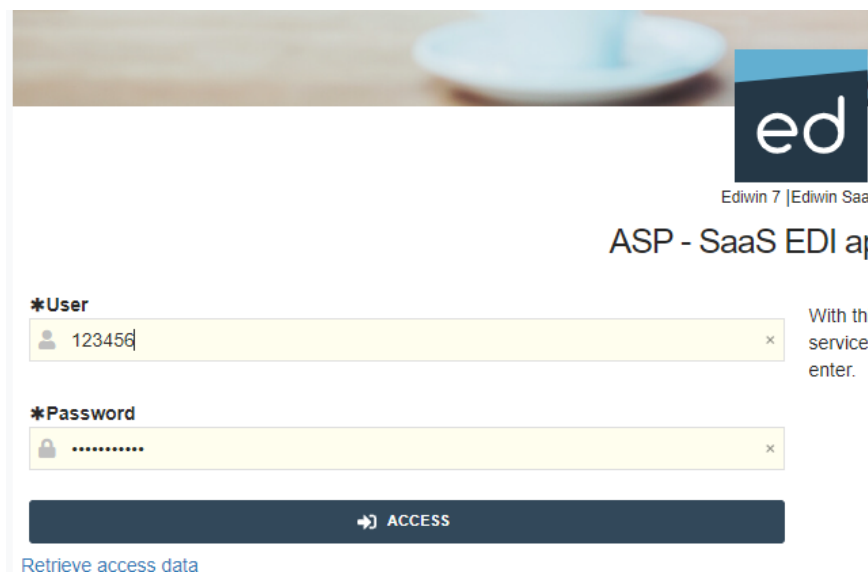 ed
Ediwin 7 |Ediwin Saa
ASP - SaaS EDI ap
✱User
123456
With th
service
enter.
✱Password
•••••••••••
ACCESS
Retrieve access data